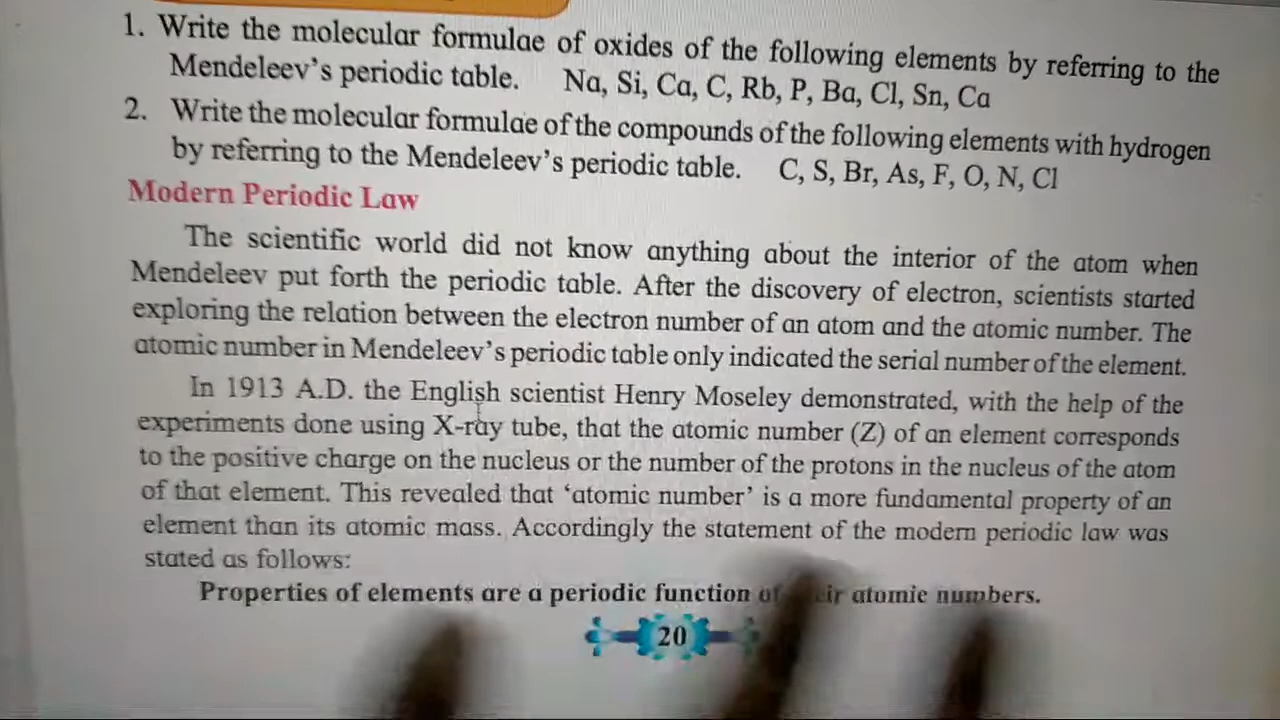 1. Write the molecular formulae of oxides of the following elements by referring to the
Mendeleev's periodic table. Na, Si, Ca, C, Rb, P, Ba, Cl, Sn, Ca
2. Write the molecular formulae of the compounds of the following elements with hydrogen
by referring to the Mendeleev's periodic table. C, S, Br, As, F, O, N, Cl
Modern Periodic Law
The scientific world did not know anything about the interior of the atom when
Mendeleev put forth the periodic table. After the discovery of electron, scientists started
exploring the relation between the electron number of an atom and the atomic number. The
atomic number in Mendeleev's periodic table only indicated the serial number of the element.
In 1913 A.D. the English scientist Henry Moseley demonstrated, with the help of the
experiments done using X-ray tube, that the atomic number (Z) of an element corresponds
to the positive charge on the nucleus or the number of the protons in the nucleus of the atom
of that element. This revealed that 'atomic number' is a more fundamental property of an
element than its atomic mass. Accordingly the statement of the modern periodic law was
stated as follows:
Properties of elements are a periodic function of atomic numbers.
20